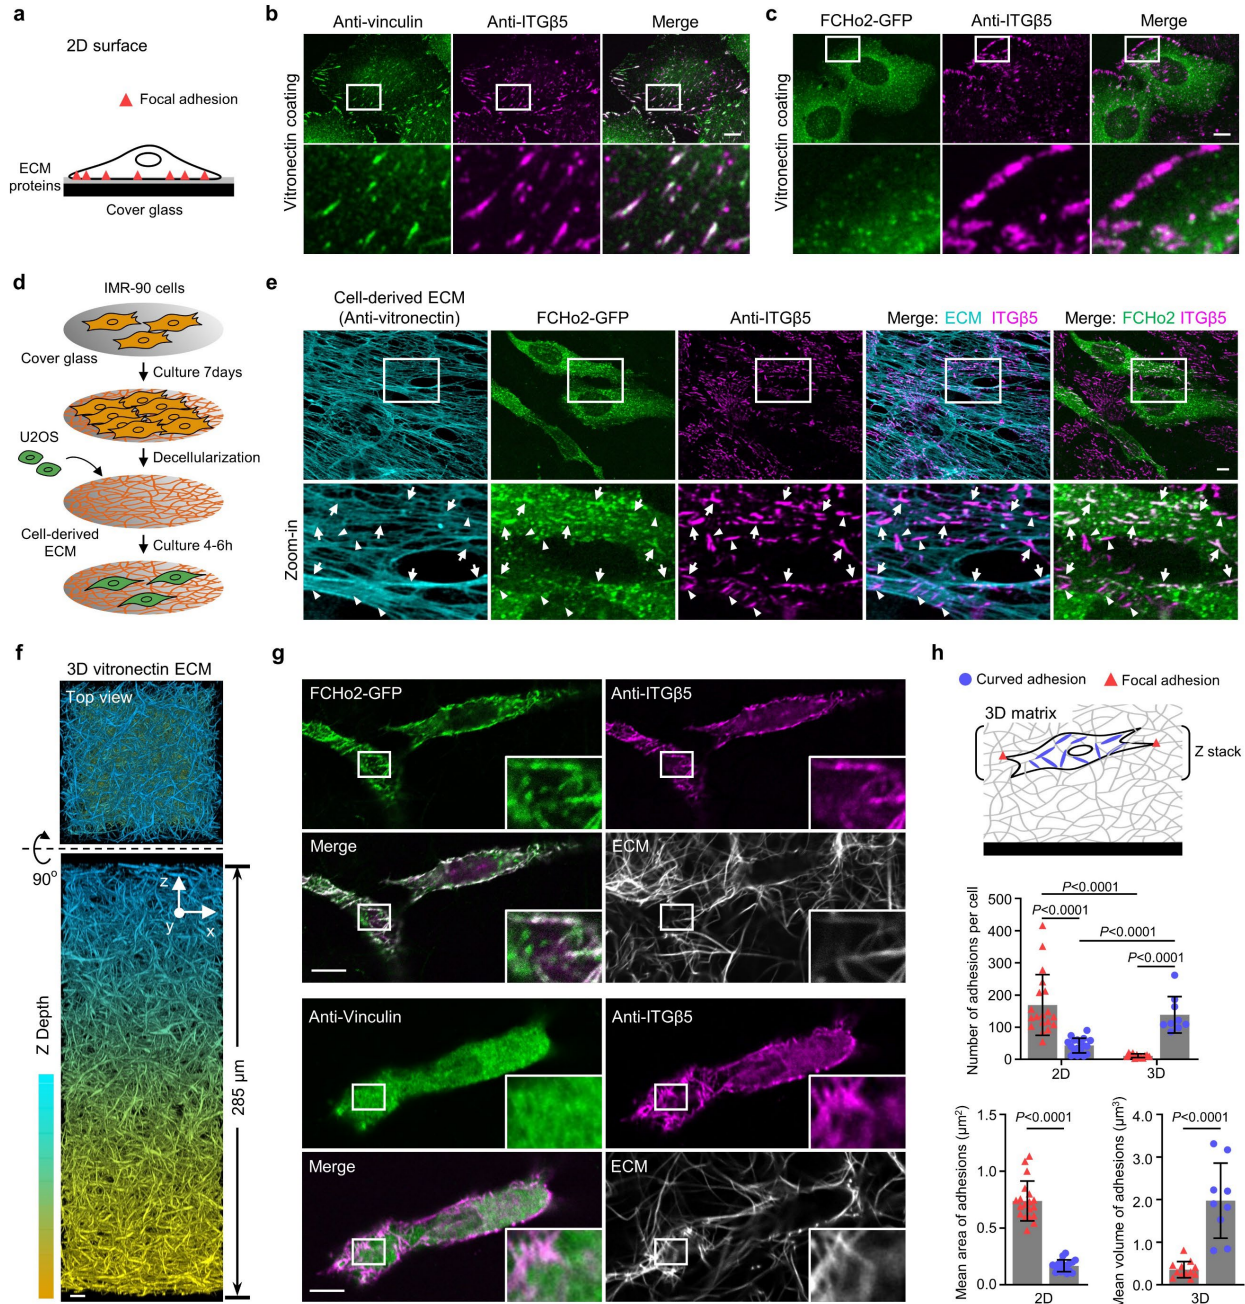 a
2D surface
Focal adhesion
ECM
proteins
Cover glass
b
Anti-vinculin
Anti-ITGβ5
Merge
Vitronectin coating
c
FCHo2-GFP
Anti-ITGβ5
Merge
Vitronectin coating
d
IMR-90 cells
Cover glass
Culture 7days
U2OS
Decellularization
Cell-derived
ECM
Culture 4-6h
e
Cell-derived ECM
(Anti-vitronectin)
FCHo2-GFP
Anti-ITGβ5
Merge: ECM ITGβ5
Merge: FCHo2 ITGβ5
Zoom-in
f
3D vitronectin ECM
Top view
90°
z
y
x
Z Depth
285 μm
g
FCHo2-GFP
Anti-ITGβ5
Merge
ECM
Anti-Vinculin
Anti-ITGβ5
Merge
ECM
h
Curved adhesion
Focal adhesion
3D matrix
Z stack
Number of adhesions per cell
500
400
300
200
100
0
P<0.0001
P<0.0001
P<0.0001
P<0.0001
2D
3D
Mean area of adhesions (μm²)
1.5
1.0
0.5
0.0
P<0.0001
2D
Mean volume of adhesions (μm³)
4.0
3.0
2.0
1.0
0.0
P<0.0001
3D